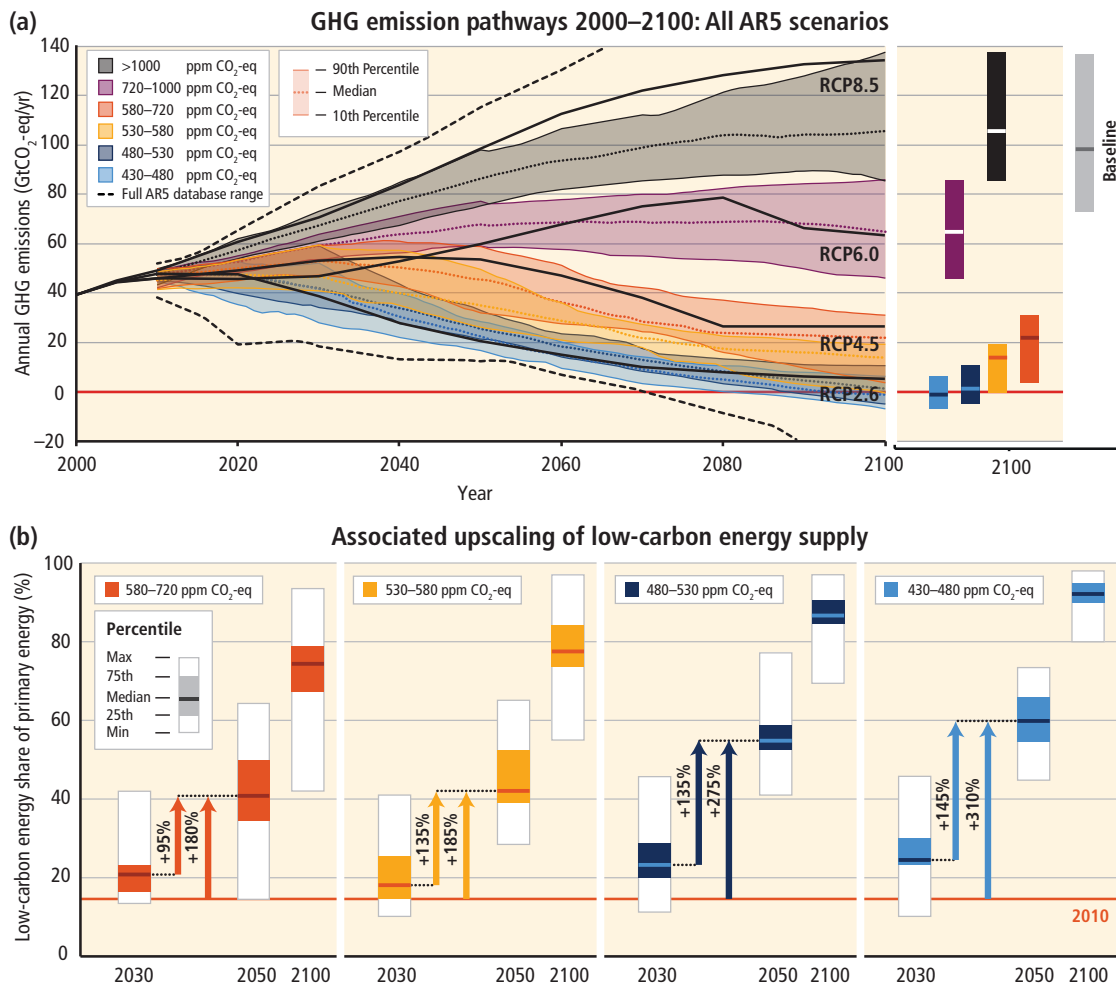 (a)
GHG emission pathways 2000–2100: All AR5 scenarios
Annual GHG emissions (GtCO2-eq/yr)
140
120
100
80
60
40
20
0
–20
>1000 ppm CO2-eq
720–1000 ppm CO2-eq
580–720 ppm CO2-eq
530–580 ppm CO2-eq
480–530 ppm CO2-eq
430–480 ppm CO2-eq
Full AR5 database range
90th Percentile
Median
10th Percentile
RCP8.5
RCP6.0
RCP4.5
RCP2.6
Baseline
2000 2020 2040 2060 2080 2100
2100
Year
(b)
Associated upscaling of low-carbon energy supply
Low-carbon energy share of primary energy (%)
100
80
60
40
20
0
580–720 ppm CO2-eq
Percentile
Max
75th
Median
25th
Min
+95%
+180%
530–580 ppm CO2-eq
+135%
+185%
480–530 ppm CO2-eq
+135%
+275%
430–480 ppm CO2-eq
+145%
+310%
2010
2030 2050 2100
2030 2050 2100
2030 2050 2100
2030 2050 2100